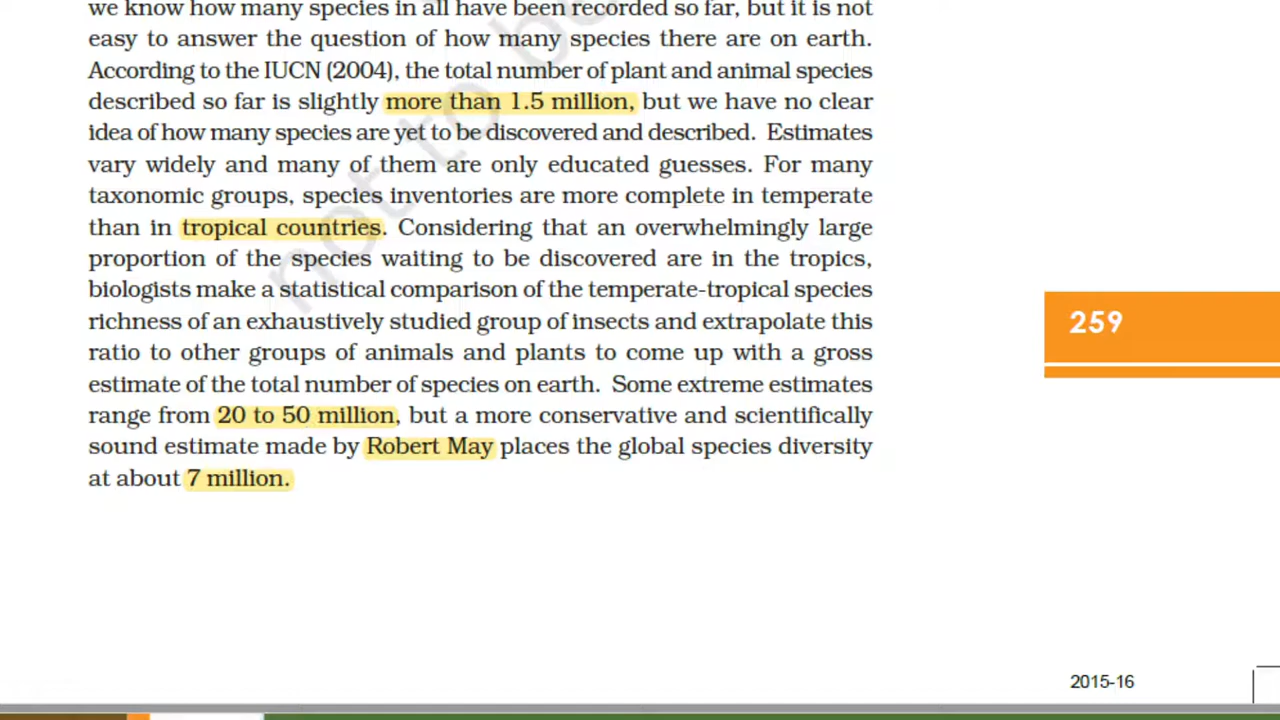 we know how many species in all have been recorded so far, but it is not
easy to answer the question of how many species there are on earth.
According to the IUCN (2004), the total number of plant and animal species
described so far is slightly more than 1.5 million, but we have no clear
idea of how many species are yet to be discovered and described. Estimates
vary widely and many of them are only educated guesses. For many
taxonomic groups, species inventories are more complete in temperate
than in tropical countries. Considering that an overwhelmingly large
proportion of the species waiting to be discovered are in the tropics,
biologists make a statistical comparison of the temperate-tropical species
richness of an exhaustively studied group of insects and extrapolate this
ratio to other groups of animals and plants to come up with a gross
estimate of the total number of species on earth. Some extreme estimates
range from 20 to 50 million, but a more conservative and scientifically
sound estimate made by Robert May places the global species diversity
at about 7 million.
259
2015-16
not to b